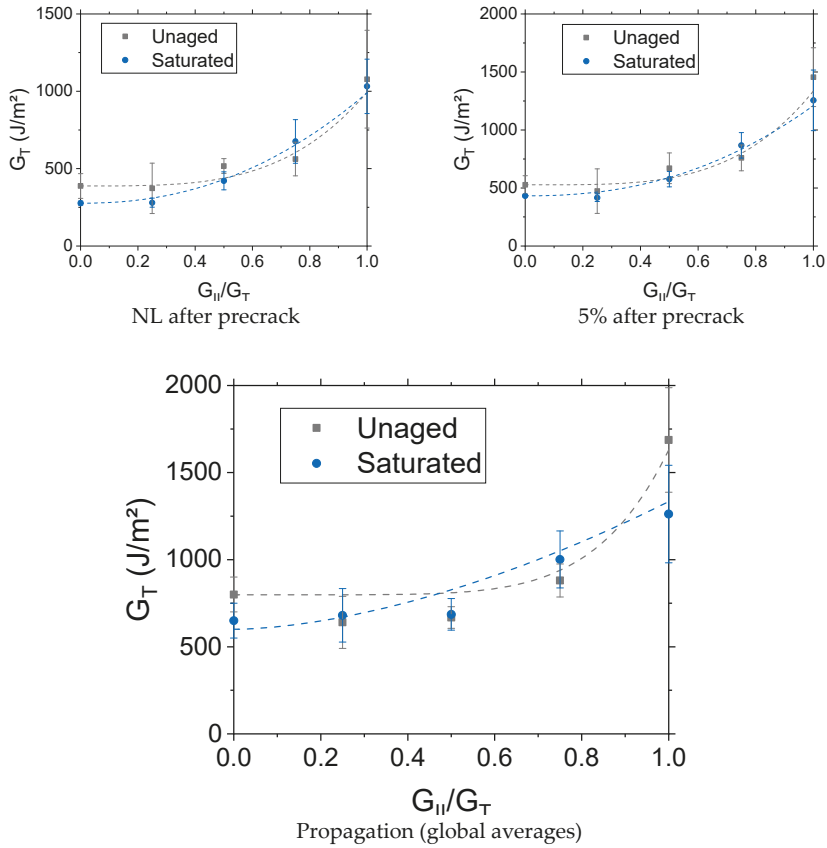 1500
1000
500
0
G_T (J/m²)
Unaged
Saturated
0.0 0.2 0.4 0.6 0.8 1.0
G_II/G_T
NL after precrack
2000
1500
1000
500
0
G_T (J/m²)
Unaged
Saturated
0.0 0.2 0.4 0.6 0.8 1.0
G_II/G_T
5% after precrack
2000
1500
1000
500
0
G_T (J/m²)
Unaged
Saturated
0.0 0.2 0.4 0.6 0.8 1.0
G_II/G_T
Propagation (global averages)